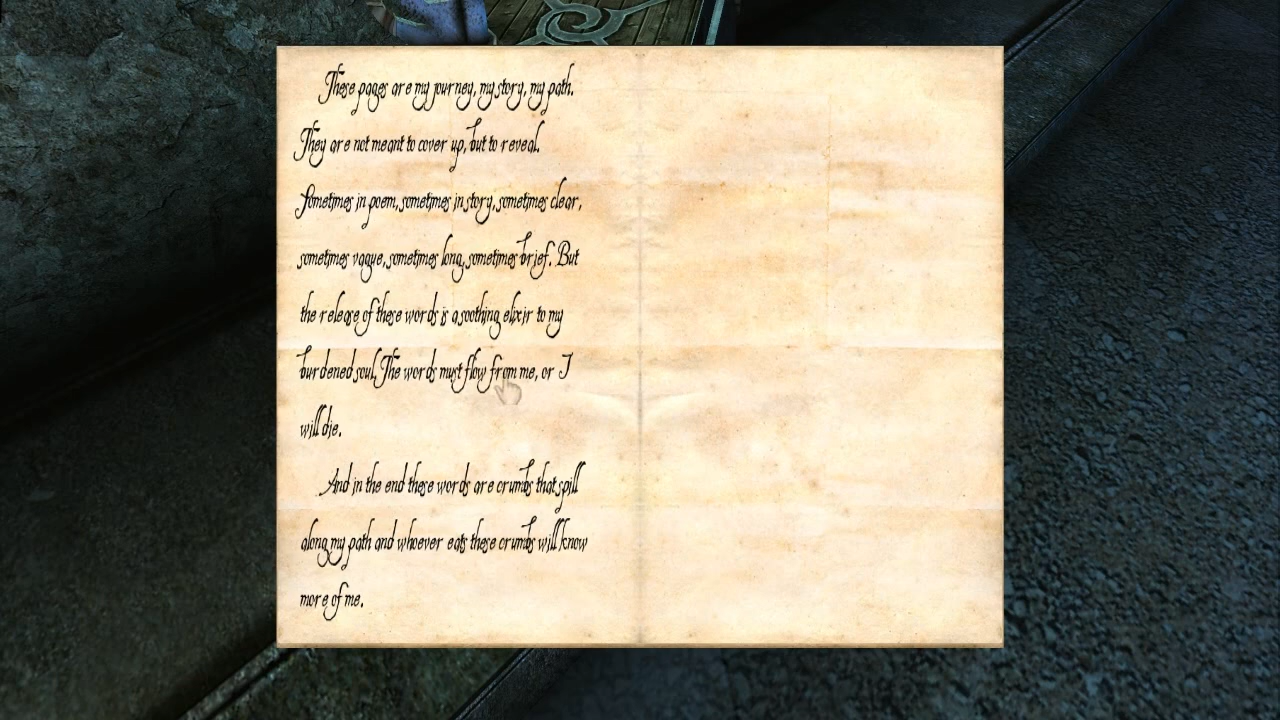 These pages are my journey, my story, my path.
They are not meant to cover up, but to reveal.
Sometimes in poem, sometimes in story, sometimes clear,
sometimes vague, sometimes long, sometimes brief. But
the release of these words is a soothing elixir to my
burdened soul. The words must flow from me, or I
will die.
And in the end these words are crumbs that spill
along my path and whoever eats these crumbs will know
more of me.